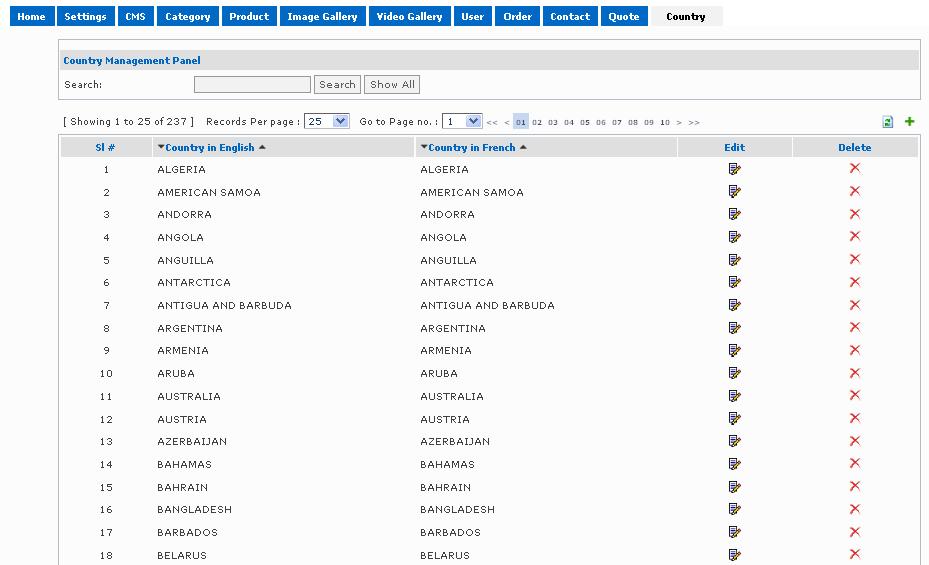 Home Settings CMS Category Product Image Gallery Video Gallery User Order Contact Quote Country
Country Management Panel
Search: Search Show All
[ Showing 1 to 25 of 237 ] Records Per page : 25 Go to Page no. : 1 << < 01 02 03 04 05 06 07 08 09 10 > >>
Sl # Country in English Country in French Edit Delete
1 ALGERIA ALGERIA
2 AMERICAN SAMOA AMERICAN SAMOA
3 ANDORRA ANDORRA
4 ANGOLA ANGOLA
5 ANGUILLA ANGUILLA
6 ANTARCTICA ANTARCTICA
7 ANTIGUA AND BARBUDA ANTIGUA AND BARBUDA
8 ARGENTINA ARGENTINA
9 ARMENIA ARMENIA
10 ARUBA ARUBA
11 AUSTRALIA AUSTRALIA
12 AUSTRIA AUSTRIA
13 AZERBAIJAN AZERBAIJAN
14 BAHAMAS BAHAMAS
15 BAHRAIN BAHRAIN
16 BANGLADESH BANGLADESH
17 BARBADOS BARBADOS
18 BELARUS BELARUS